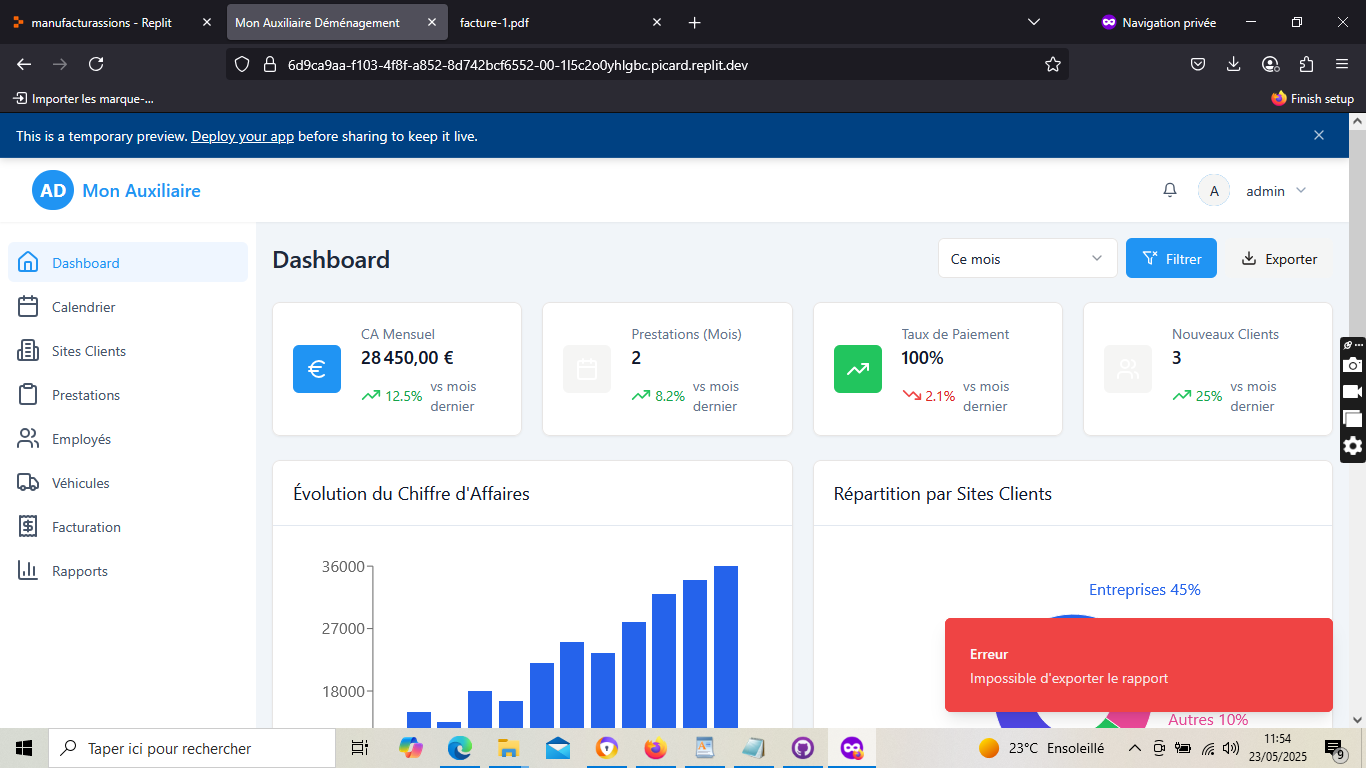 manufacturassions - Replit
Mon Auxiliaire Déménagement
facture-1.pdf
Navigation privée
6d9ca9aa-f103-4f8f-a852-8d742bcf6552-00-1l5c2o0yhlgbc.picard.replit.dev
Importer les marque-...
Finish setup
This is a temporary preview. Deploy your app before sharing to keep it live.
AD Mon Auxiliaire
A admin
Dashboard
Calendrier
Sites Clients
Prestations
Employés
Véhicules
Facturation
Rapports
Dashboard
Ce mois
Filtrer
Exporter
CA Mensuel
28 450,00 €
12.5% vs mois
dernier
Prestations (Mois)
2
8.2% vs mois
dernier
Taux de Paiement
100%
2.1% vs mois
dernier
Nouveaux Clients
3
25% vs mois
dernier
Évolution du Chiffre d'Affaires
36000
27000
18000
Répartition par Sites Clients
Entreprises 45%
Autres 10%
Erreur
Impossible d'exporter le rapport
Taper ici pour rechercher
23°C Ensoleillé
11:54
23/05/2025
9